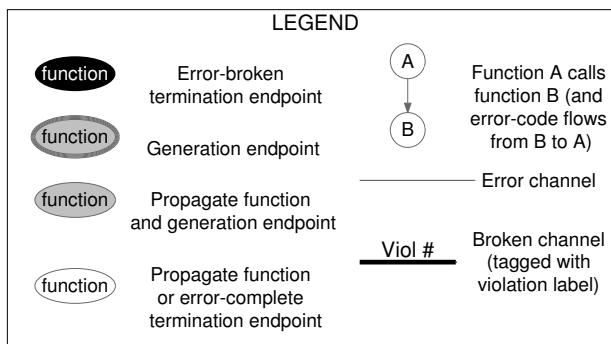 LEGEND
function
Error-broken
termination endpoint
function
Generation endpoint
function
Propagate function
and generation endpoint
function
Propagate function
or error-complete
termination endpoint
A
B
Function A calls
function B (and
error-code flows
from B to A)
Error channel
Viol #
Broken channel
(tagged with
violation label)